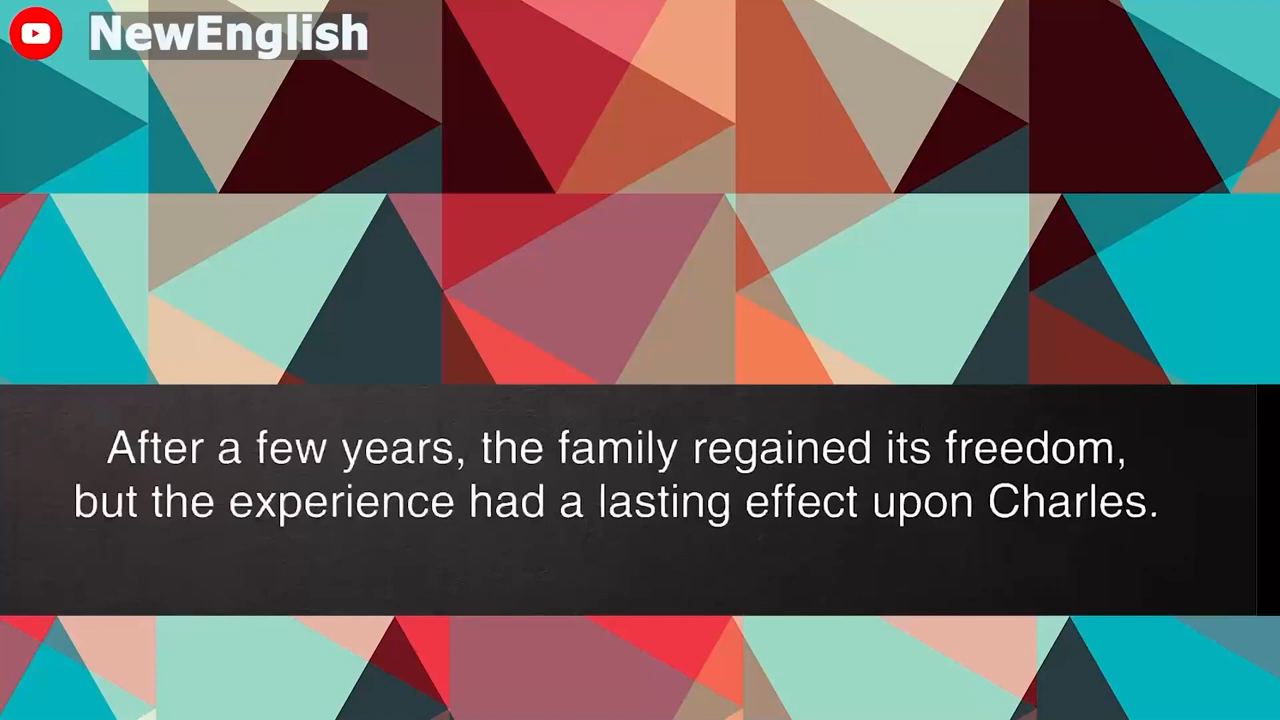 NewEnglish
After a few years, the family regained its freedom,
but the experience had a lasting effect upon Charles.